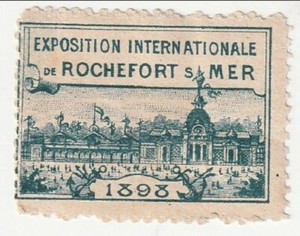 EXPOSITION INTERNATIONALE
DE ROCHEFORT S/ MER
1898